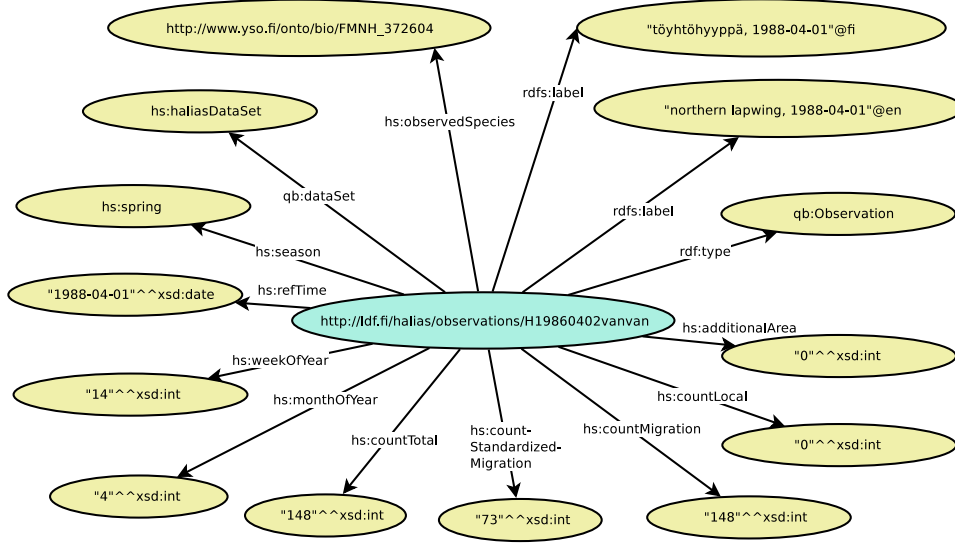 http://www.yso.fi/onto/bio/FMNH_372604
"töyhtöhyyppä, 1988-04-01"@fi
rdfs:label
hs:haliasDataSet
"northern lapwing, 1988-04-01"@en
hs:observedSpecies
qb:dataSet
hs:spring
rdfs:label
qb:Observation
hs:season
rdf:type
"1988-04-01"^^xsd:date
hs:refTime
http://ldf.fi/halias/observations/H19860402vanvan
hs:additionalArea
"0"^^xsd:int
hs:weekOfYear
"14"^^xsd:int
hs:monthOfYear
hs:countLocal
hs:countTotal
hs:count-
Standardized-
Migration
hs:countMigration
"0"^^xsd:int
"4"^^xsd:int
"148"^^xsd:int
"73"^^xsd:int
"148"^^xsd:int